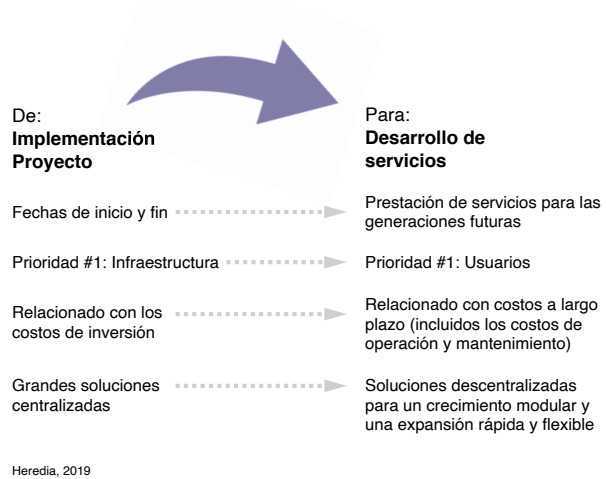 De:
Implementación
Proyecto
Para:
Desarrollo de
servicios
Fechas de inicio y fin
Prestación de servicios para las
generaciones futuras
Prioridad #1: Infraestructura
Prioridad #1: Usuarios
Relacionado con los
costos de inversión
Relacionado con costos a largo
plazo (incluidos los costos de
operación y mantenimiento)
Grandes soluciones
centralizadas
Soluciones descentralizadas
para un crecimiento modular y
una expansión rápida y flexible
Heredia, 2019